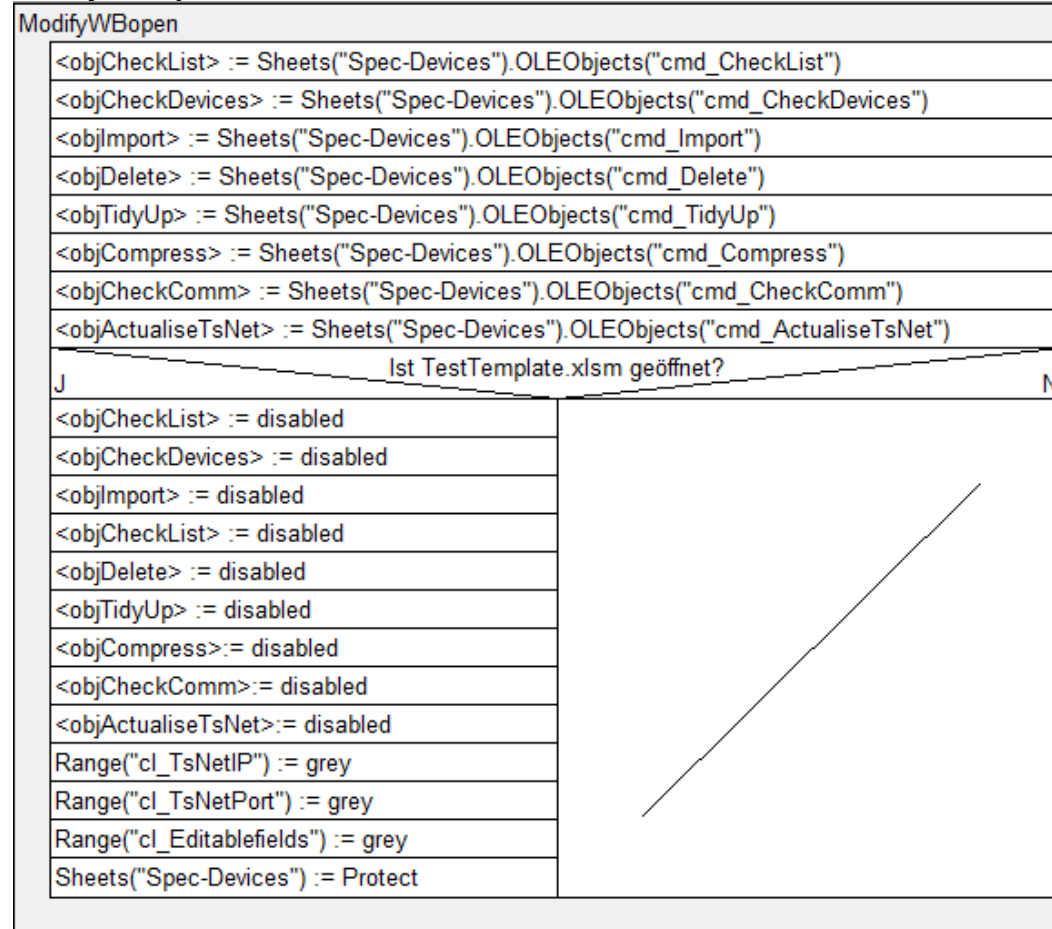 ModifyWBopen
<objCheckList> := Sheets("Spec-Devices").OLEObjects("cmd_CheckList")
<objCheckDevices> := Sheets("Spec-Devices").OLEObjects("cmd_CheckDevices")
<objImport> := Sheets("Spec-Devices").OLEObjects("cmd_Import")
<objDelete> := Sheets("Spec-Devices").OLEObjects("cmd_Delete")
<objTidyUp> := Sheets("Spec-Devices").OLEObjects("cmd_TidyUp")
<objCompress> := Sheets("Spec-Devices").OLEObjects("cmd_Compress")
<objCheckComm> := Sheets("Spec-Devices").OLEObjects("cmd_CheckComm")
<objActualiseTsNet> := Sheets("Spec-Devices").OLEObjects("cmd_ActualiseTsNet")
Ist TestTemplate.xlsm geöffnet?
J N
<objCheckList> := disabled
<objCheckDevices> := disabled
<objImport> := disabled
<objCheckList> := disabled
<objDelete> := disabled
<objTidyUp> := disabled
<objCompress>:= disabled
<objCheckComm>:= disabled
<objActualiseTsNet>:= disabled
Range("cl_TsNetIP") := grey
Range("cl_TsNetPort") := grey
Range("cl_Editablefields") := grey
Sheets("Spec-Devices") := Protect